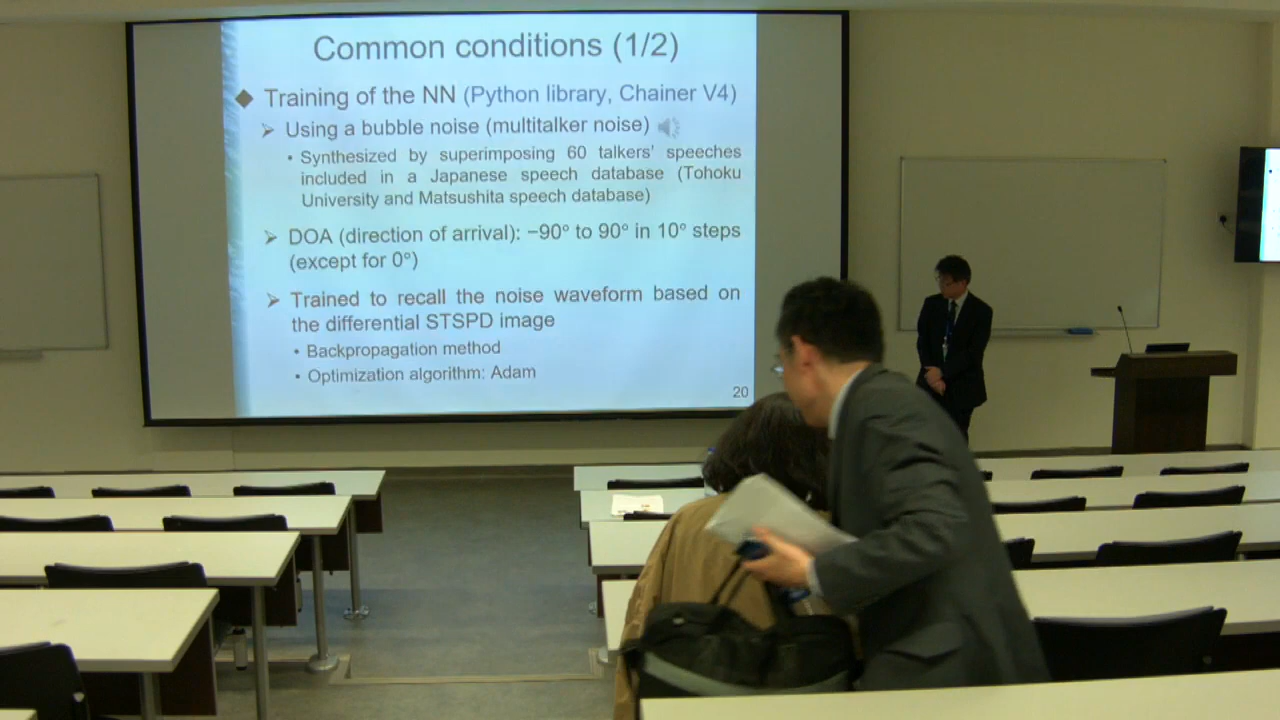 Common conditions (1/2)
Training of the NN (Python library, Chainer V4)
Using a bubble noise (multitalker noise)
• Synthesized by superimposing 60 talkers' speeches
included in a Japanese speech database (Tohoku
University and Matsushita speech database)
DOA (direction of arrival): −90° to 90° in 10° steps
(except for 0°)
Trained to recall the noise waveform based on
the differential STSPD image
• Backpropagation method
• Optimization algorithm: Adam
20